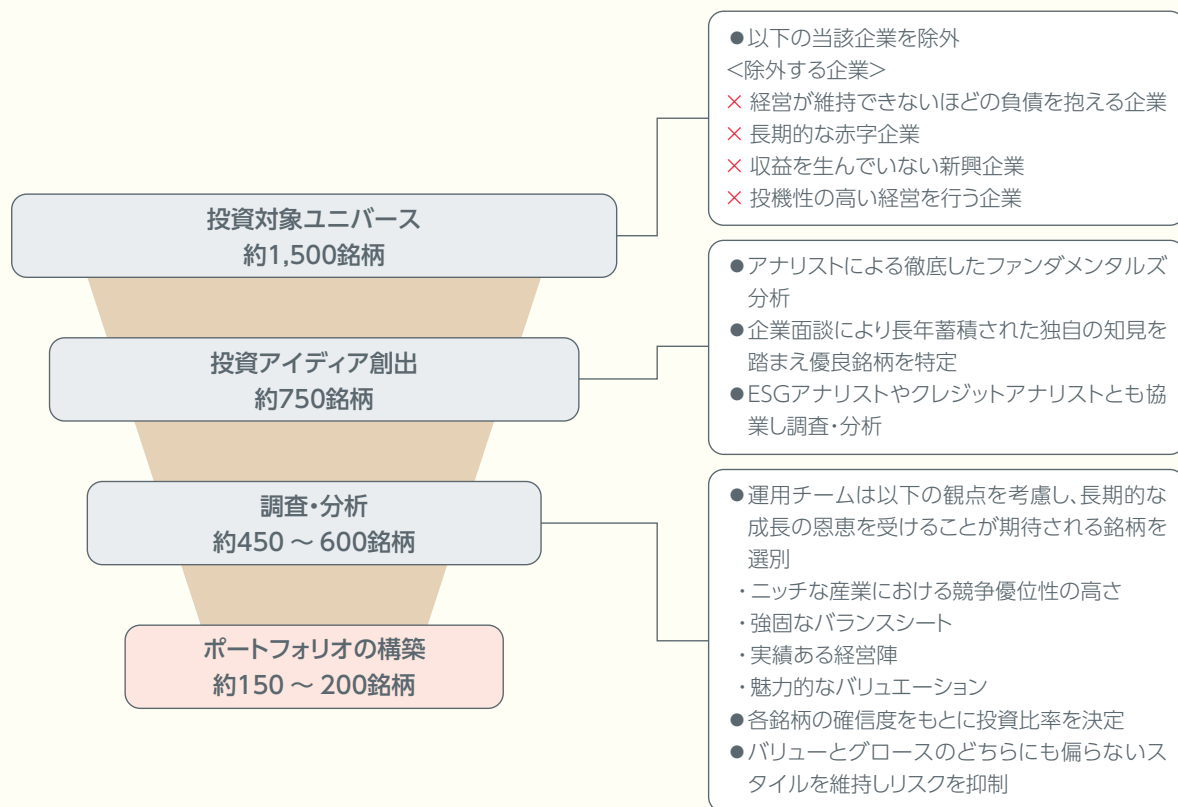 投資対象ユニバース
約1,500銘柄
●以下の当該企業を除外
<除外する企業>
× 経営が維持できないほどの負債を抱える企業
× 長期的な赤字企業
× 収益を生んでいない新興企業
× 投機性の高い経営を行う企業
投資アイディア創出
約750銘柄
●アナリストによる徹底したファンダメンタルズ
分析
●企業面談により長年蓄積された独自の知見を
踏まえ優良銘柄を特定
●ESGアナリストやクレジットアナリストとも協
業し調査・分析
調査・分析
約450 ～ 600銘柄
●運用チームは以下の観点を考慮し、長期的な
成長の恩恵を受けることが期待される銘柄を
選別
・ニッチな産業における競争優位性の高さ
・強固なバランスシート
・実績ある経営陣
・魅力的なバリュエーション
●各銘柄の確信度をもとに投資比率を決定
●バリューとグロースのどちらにも偏らないス
タイルを維持しリスクを抑制
ポートフォリオの構築
約150 ～ 200銘柄